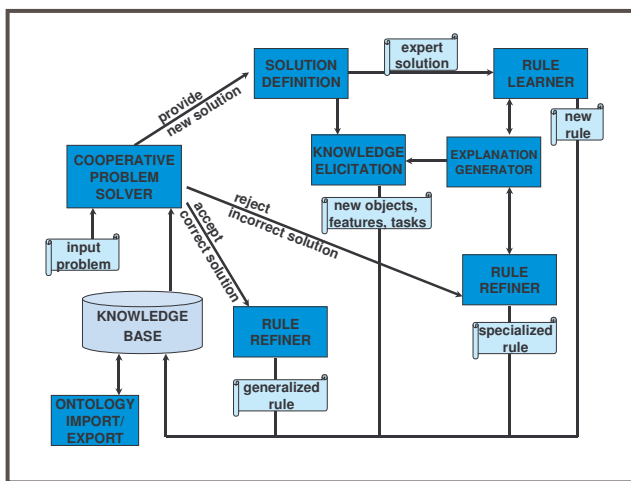 SOLUTION
DEFINITION
expert
solution
RULE
LEARNER
new
rule
provide
new solution
COOPERATIVE
PROBLEM
SOLVER
KNOWLEDGE
ELICITATION
EXPLANATION
GENERATOR
new objects,
features, tasks
reject
incorrect solution
accept
correct solution
input
problem
KNOWLEDGE
BASE
RULE
REFINER
RULE
REFINER
specialized
rule
generalized
rule
ONTOLOGY
IMPORT/
EXPORT